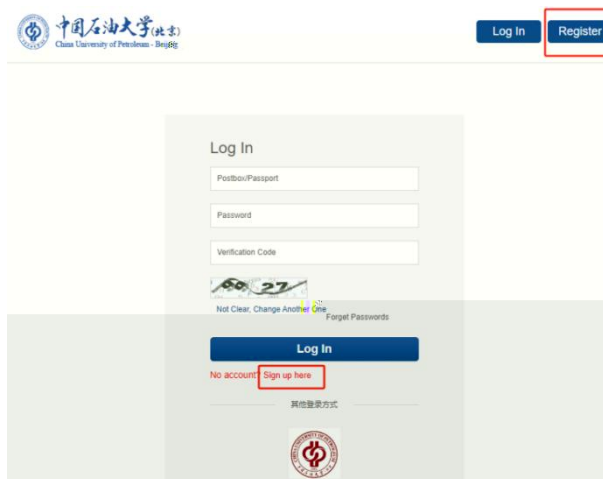 中国石油大学(北京)
China University of Petroleum - Beijing
Log In
Register
Log In
Postbox/Passport
Password
Verification Code
Not Clear, Change Another One
Forget Passwords
Log In
No account? Sign up here
其他登录方式